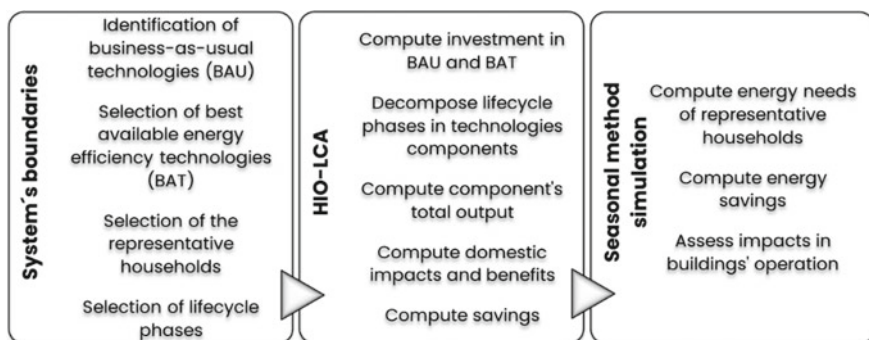 System´s boundaries
Identification of
business-as-usual
technologies (BAU)
Selection of best
available energy
efficiency technologies
(BAT)
Selection of the
representative
households
Selection of lifecycle
phases
HIO-LCA
Compute investment in
BAU and BAT
Decompose lifecycle
phases in technologies
components
Compute component's
total output
Compute domestic
impacts and benefits
Compute savings
Seasonal method
simulation
Compute energy needs
of representative
households
Compute energy
savings
Assess impacts in
buildings' operation